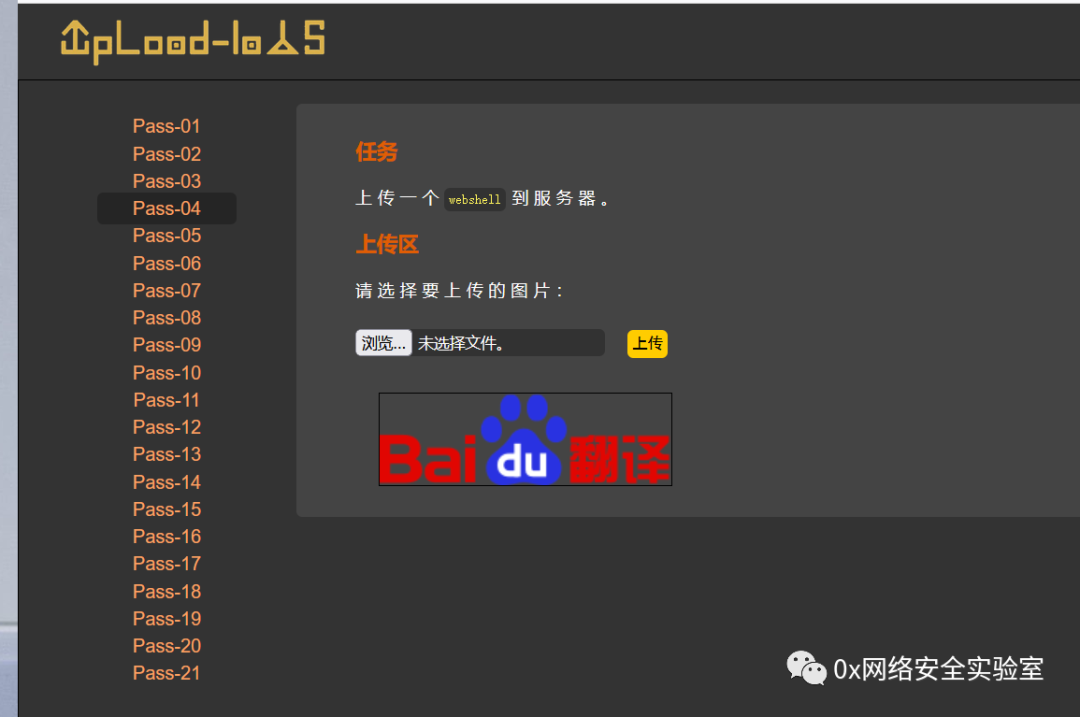 UpLoad-labS
Pass-01
Pass-02
Pass-03
Pass-04
Pass-05
Pass-06
Pass-07
Pass-08
Pass-09
Pass-10
Pass-11
Pass-12
Pass-13
Pass-14
Pass-15
Pass-16
Pass-17
Pass-18
Pass-19
Pass-20
Pass-21
任务
上传一个 webshell 到服务器。
上传区
请选择要上传的图片：
浏览... 未选择文件。 上传
Baidu翻译
0x网络安全实验室